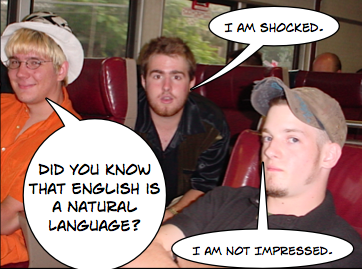 I AM SHOCKED.
DID YOU KNOW
THAT ENGLISH IS
A NATURAL
LANGUAGE?
I AM NOT IMPRESSED.